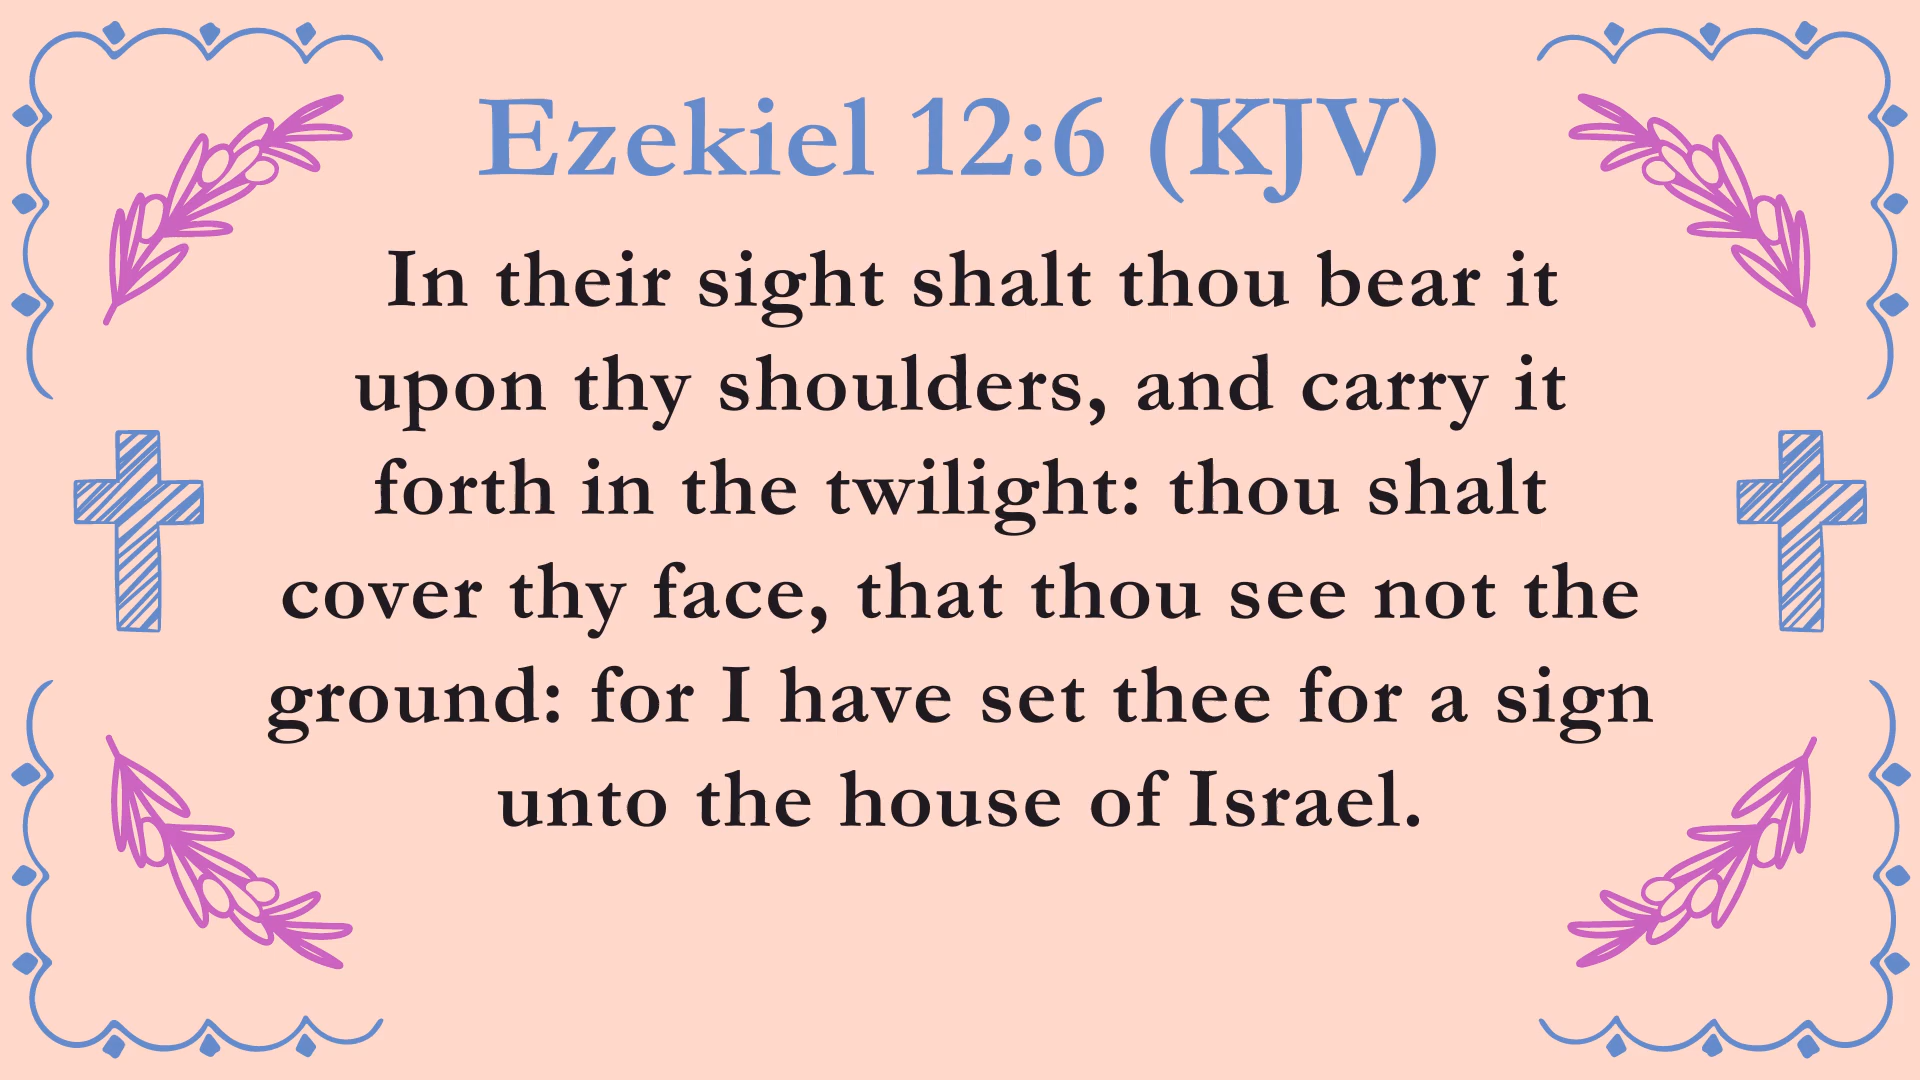 Ezekiel 12:6 (KJV)
In their sight shalt thou bear it
upon thy shoulders, and carry it
forth in the twilight: thou shalt
cover thy face, that thou see not the
ground: for I have set thee for a sign
unto the house of Israel.